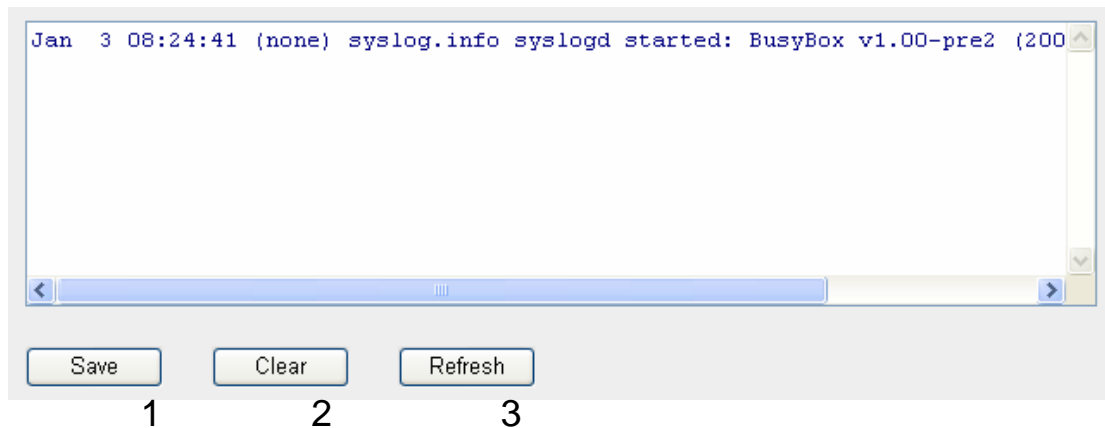 Jan  3 08:24:41 (none) syslog.info syslogd started: BusyBox v1.00-pre2 (200
Save Clear Refresh
1 2 3